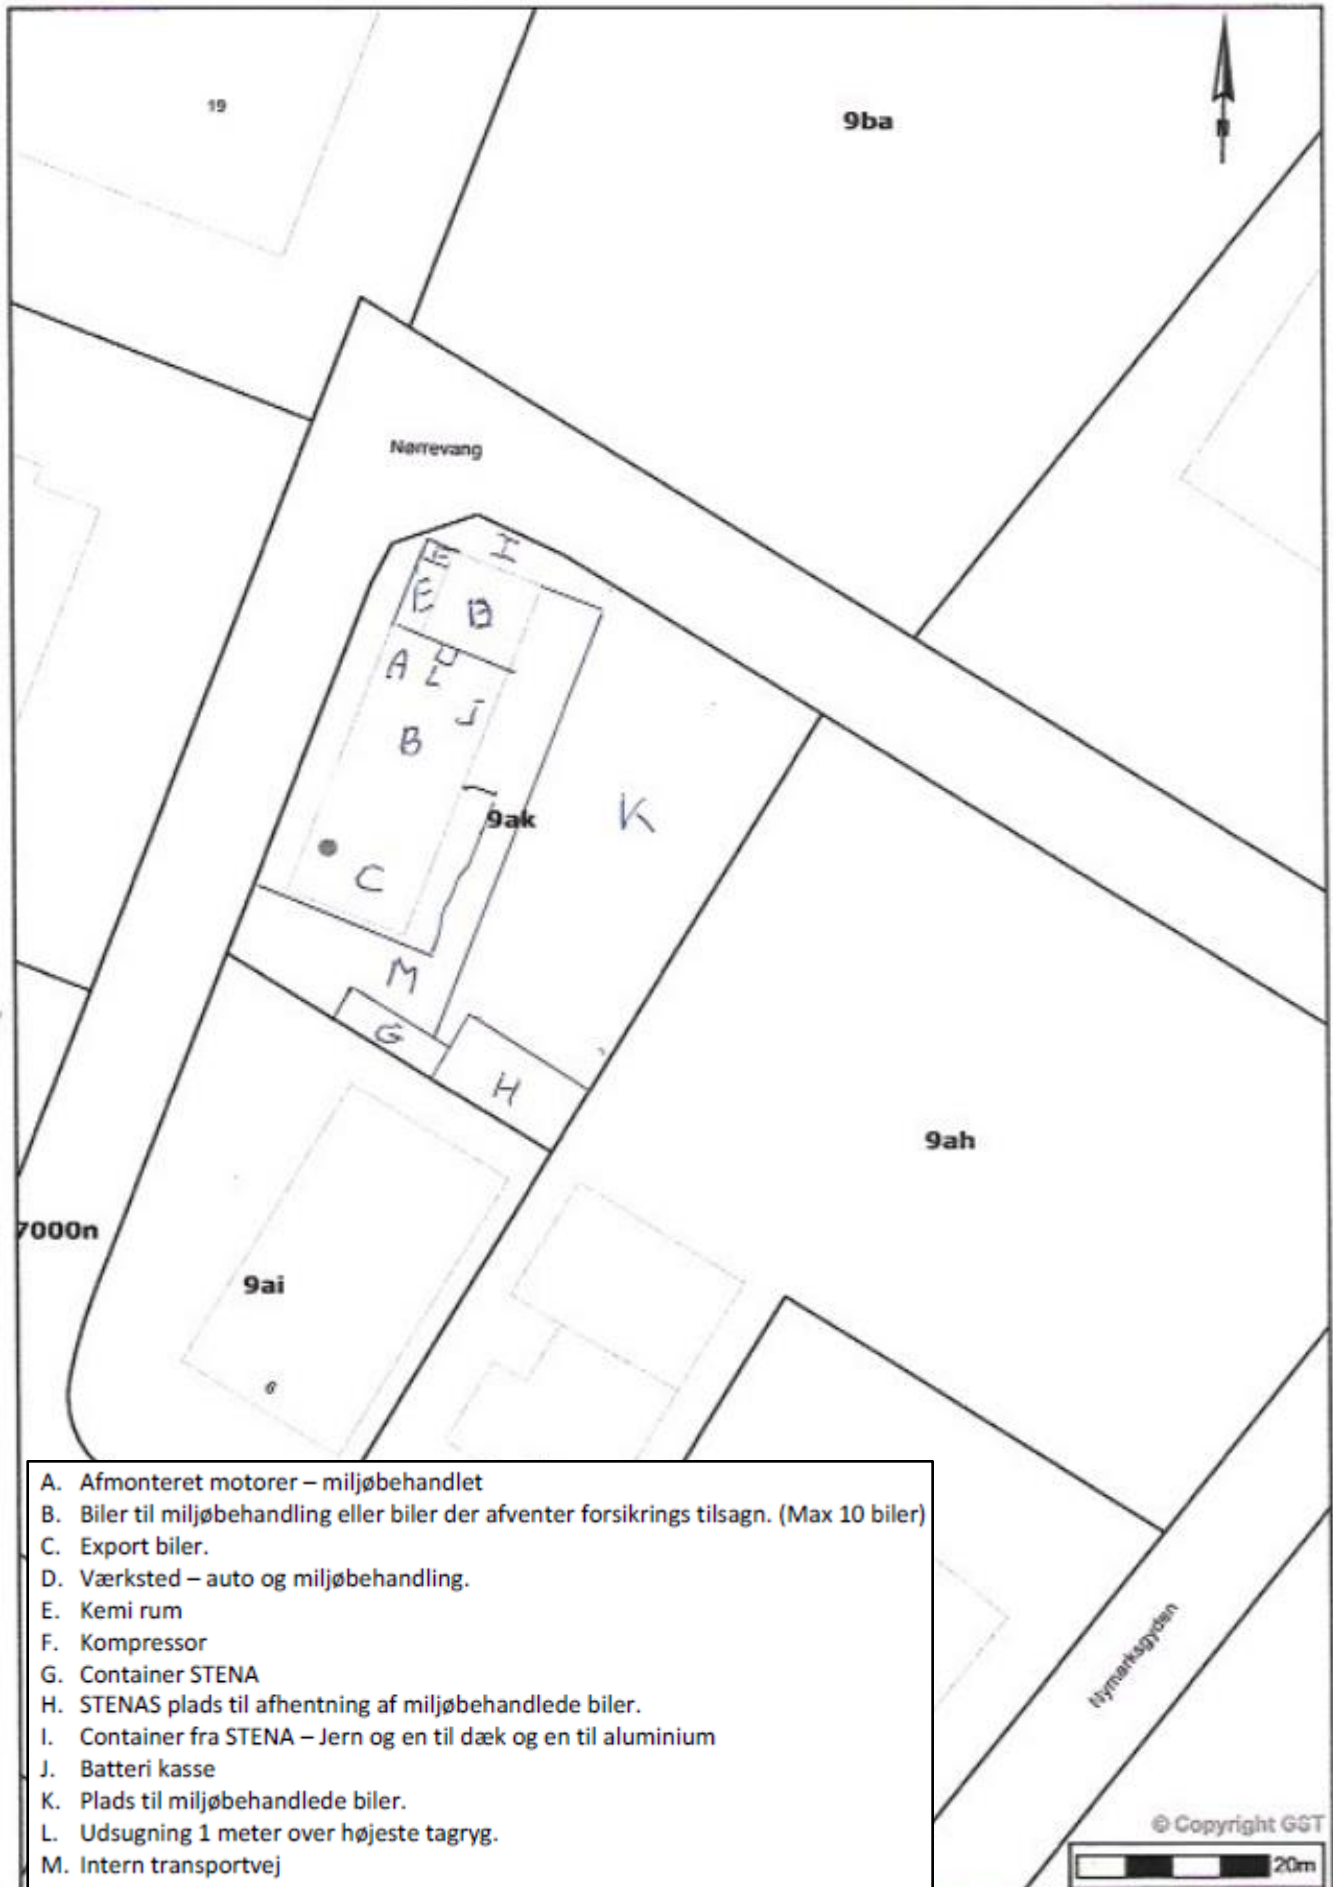 19
9ba
N
Nørrevang
I
F
E
D
A
L
J
B
9ak
K
C
M
G
H
9ah
7000n
9ai
6
Nymarksgyden
A. Afmonteret motorer – miljøbehandlet
B. Biler til miljøbehandling eller biler der afventer forsikrings tilsagn. (Max 10 biler)
C. Export biler.
D. Værksted – auto og miljøbehandling.
E. Kemi rum
F. Kompressor
G. Container STENA
H. STENAS plads til afhentning af miljøbehandlede biler.
I. Container fra STENA – Jern og en til dæk og en til aluminium
J. Batteri kasse
K. Plads til miljøbehandlede biler.
L. Udsugning 1 meter over højeste tagryg.
M. Intern transportvej
© Copyright GST
20m